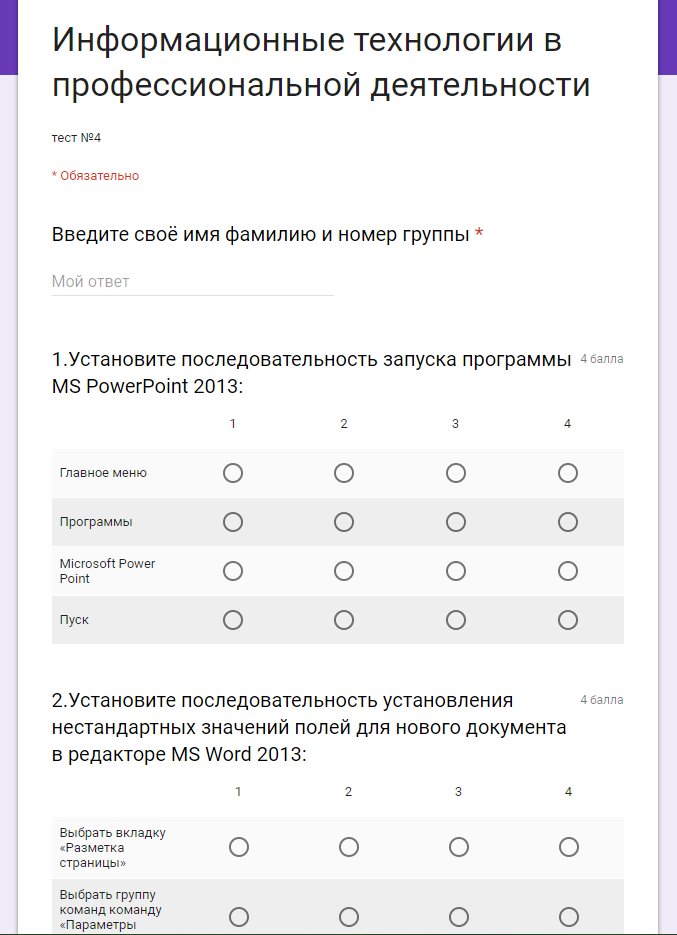 Информационные технологии в
профессиональной деятельности
тест №4
* Обязательно
Введите своё имя фамилию и номер группы *
Мой ответ
1.Установите последовательность запуска программы 4 балла
MS PowerPoint 2013:
1 2 3 4
Главное меню
Программы
Microsoft Power
Point
Пуск
2.Установите последовательность установления 4 балла
нестандартных значений полей для нового документа
в редакторе MS Word 2013:
1 2 3 4
Выбрать вкладку
«Разметка
страницы»
Выбрать группу
команд команду
«Параметры